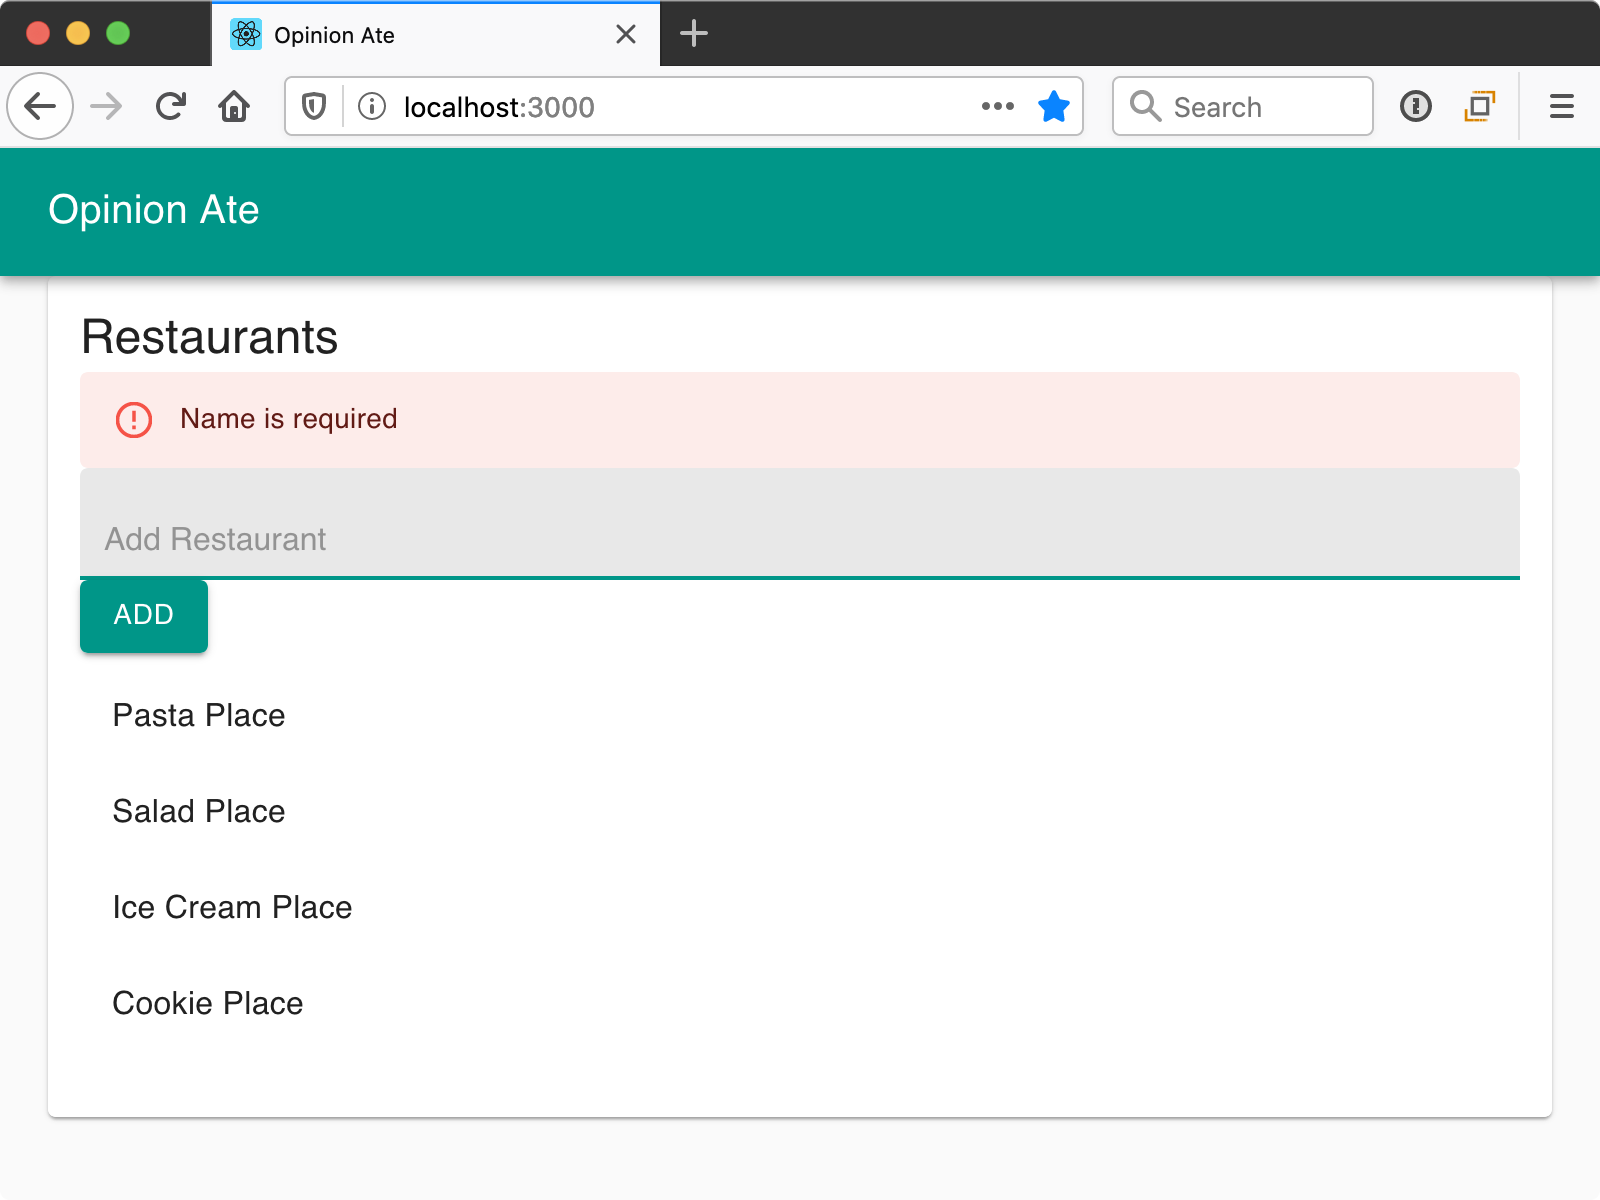 Opinion Ate
localhost:3000
Search
Opinion Ate
Restaurants
Name is required
Add Restaurant
ADD
Pasta Place
Salad Place
Ice Cream Place
Cookie Place